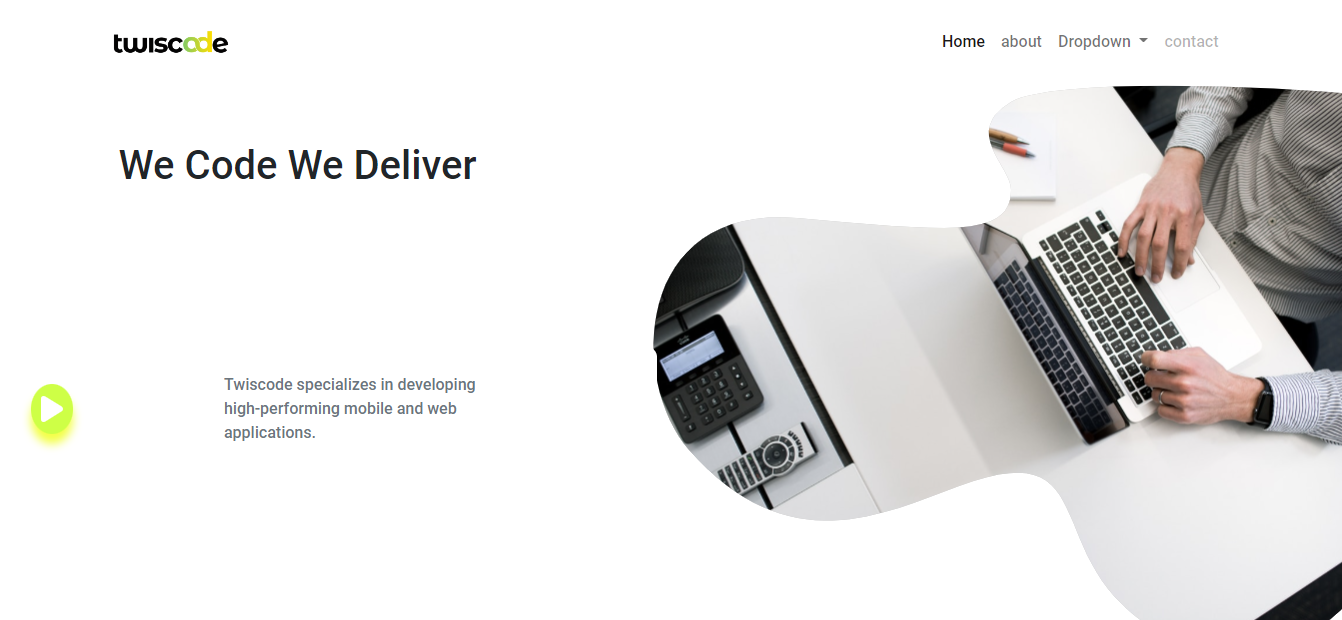 twiscode
Home about Dropdown contact
We Code We Deliver
Twiscode specializes in developing
high-performing mobile and web
applications.